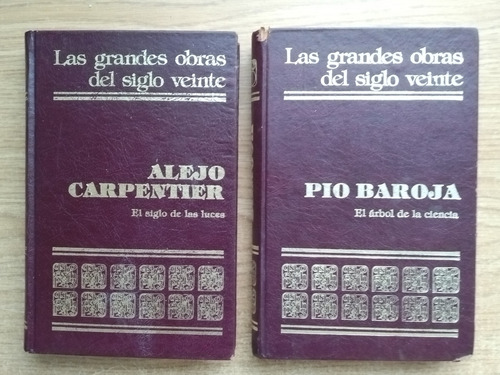 Las grandes obras
del siglo veinte
ALEJO
CARPENTIER
El siglo de las luces
Las grandes obras
del siglo veinte
PIO BAROJA
El árbol de la ciencia